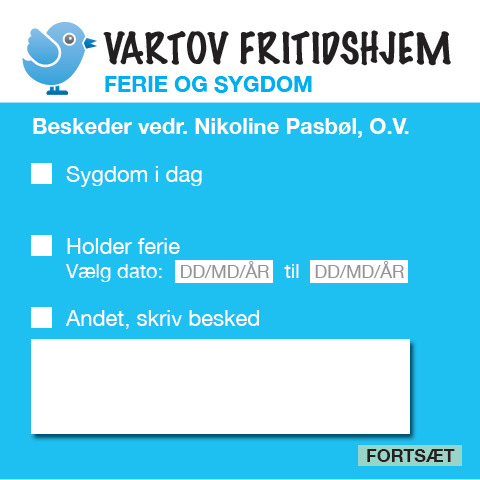 VARTOV FRITIDSHJEM
FERIE OG SYGDOM
Beskeder vedr. Nikoline Pasbøl, O.V.
Sygdom i dag
Holder ferie
Vælg dato: DD/MD/ÅR til DD/MD/ÅR
Andet, skriv besked
FORTSÆT